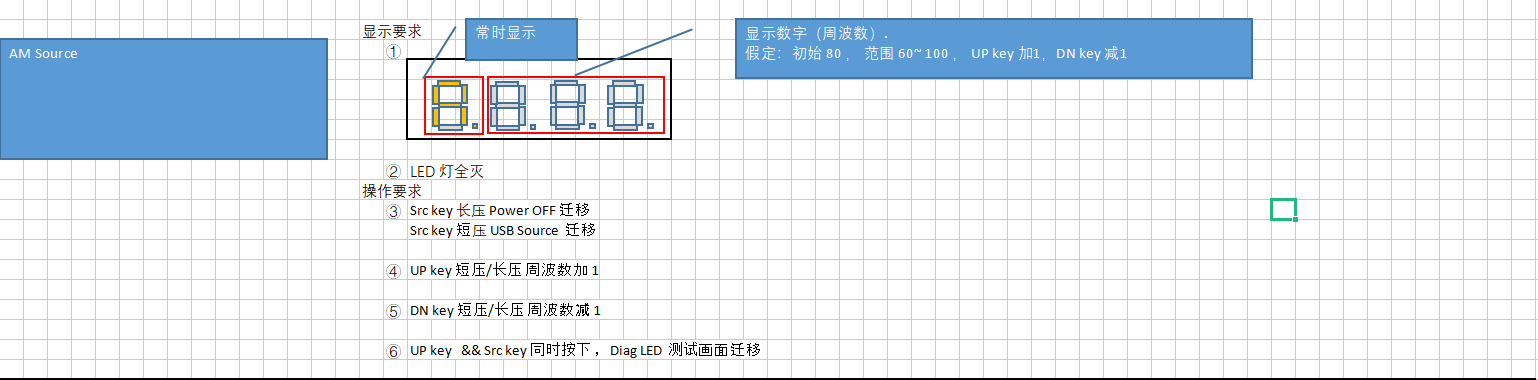 AM Source
显示要求
①
常时显示
显示数字（周波数）.
假定：初始 80 ， 范围 60~ 100 ， UP key 加1，DN key 减1
② LED 灯全灭
操作要求
③ Src key 长压 Power OFF 迁移
Src key 短压 USB Source 迁移
④ UP key 短压/长压 周波数加 1
⑤ DN key 短压/长压 周波数减 1
⑥ UP key && Src key 同时按下 ，Diag LED 测试画面 迁移